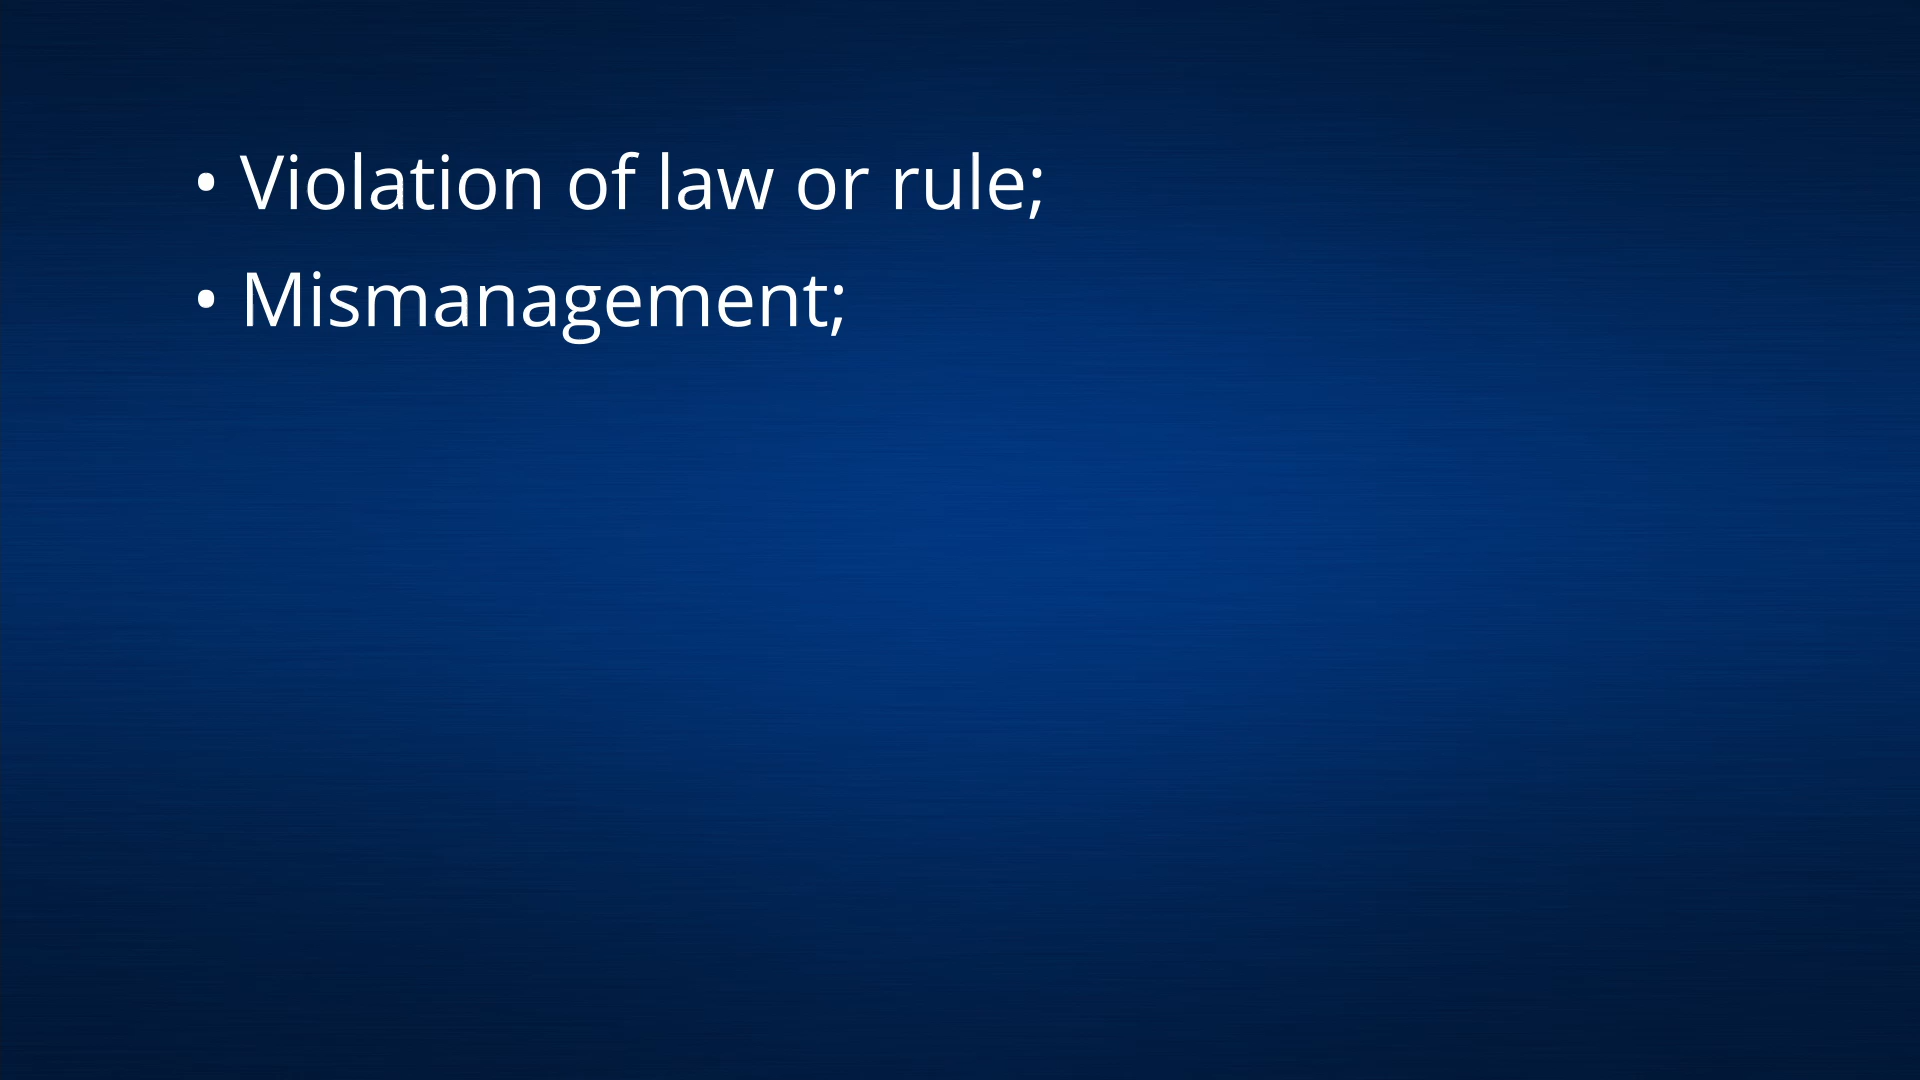 • Violation of law or rule;
• Mismanagement;